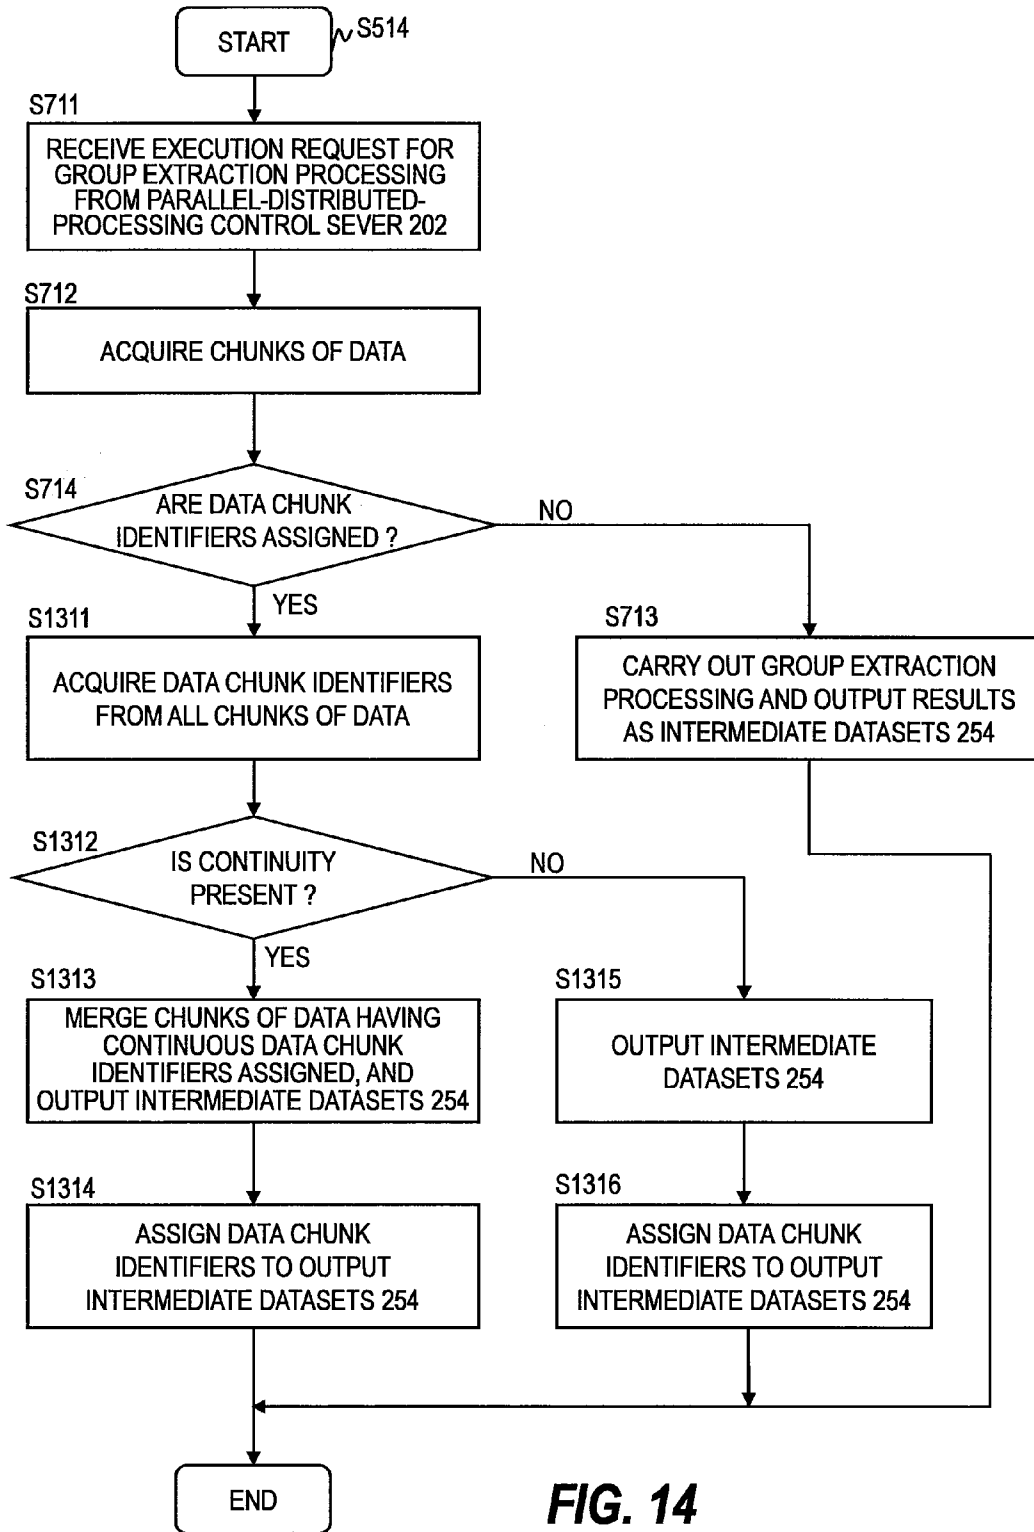 START
S514
S711
RECEIVE EXECUTION REQUEST FOR
GROUP EXTRACTION PROCESSING
FROM PARALLEL-DISTRIBUTED-
PROCESSING CONTROL SEVER 202
S712
ACQUIRE CHUNKS OF DATA
S714
ARE DATA CHUNK
IDENTIFIERS ASSIGNED ?
NO
YES
S1311
ACQUIRE DATA CHUNK IDENTIFIERS
FROM ALL CHUNKS OF DATA
S713
CARRY OUT GROUP EXTRACTION
PROCESSING AND OUTPUT RESULTS
AS INTERMEDIATE DATASETS 254
S1312
IS CONTINUITY
PRESENT ?
NO
YES
S1313
MERGE CHUNKS OF DATA HAVING
CONTINUOUS DATA CHUNK
IDENTIFIERS ASSIGNED, AND
OUTPUT INTERMEDIATE DATASETS 254
S1315
OUTPUT INTERMEDIATE
DATASETS 254
S1314
ASSIGN DATA CHUNK
IDENTIFIERS TO OUTPUT
INTERMEDIATE DATASETS 254
S1316
ASSIGN DATA CHUNK
IDENTIFIERS TO OUTPUT
INTERMEDIATE DATASETS 254
END
FIG. 14